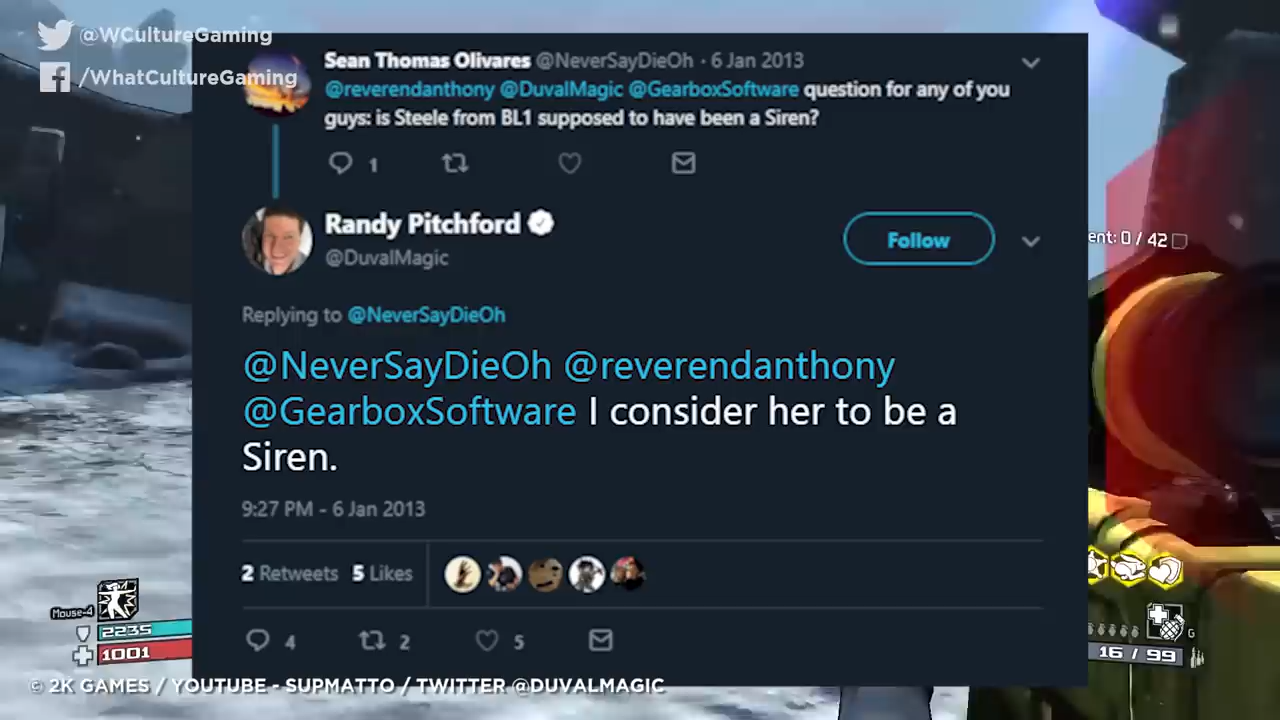 @WCultureGaming
/WhatCultureGaming
Sean Thomas Olivares @NeverSayDieOh · 6 Jan 2013
@reverendanthony @DuvalMagic @GearboxSoftware question for any of you
guys: is Steele from BL1 supposed to have been a Siren?
1
Randy Pitchford
@DuvalMagic
Follow
ent: 0 / 42
Replying to @NeverSayDieOh
@NeverSayDieOh @reverendanthony
@GearboxSoftware I consider her to be a
Siren.
9:27 PM - 6 Jan 2013
2 Retweets 5 Likes
4 2 5
Mouse-4
2235
1001
G
16 / 99
© 2K GAMES / YOUTUBE - SUPMATTO / TWITTER @DUVALMAGIC